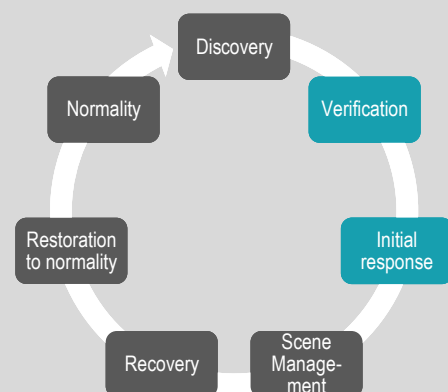 Discovery
Verification
Initial
response
Scene
Manage-
ment
Recovery
Restoration
to normality
Normality